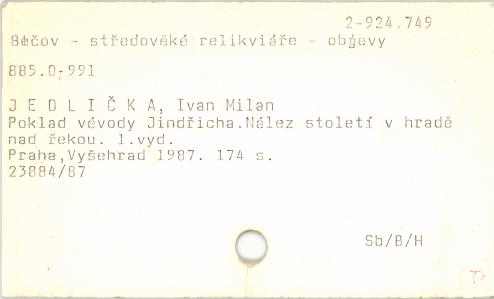 2-924.749
Bečov - středověké relikviáře - objevy
885.0-991
J E D L I Č K A, Ivan Milan
Poklad vévody Jindřicha.Nález století v hradě
nad řekou. 1.vyd.
Praha,Vyšehrad 1987. 174 s.
23884/87
Sb/B/H